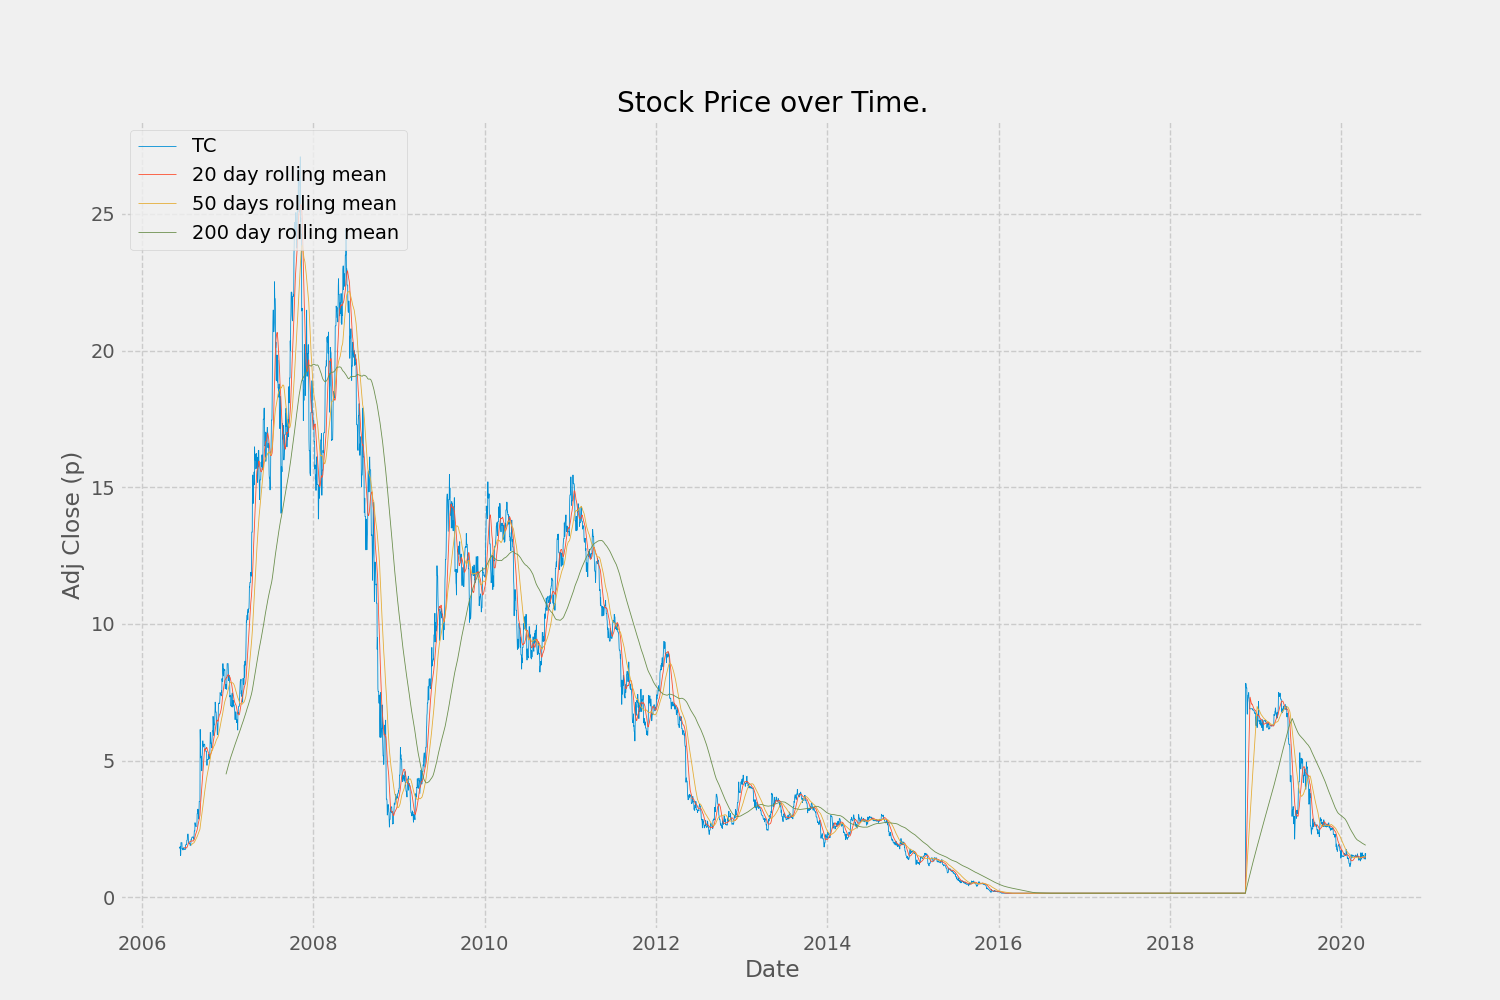 Stock Price over Time.
TC
20 day rolling mean
50 days rolling mean
200 day rolling mean
Adj Close (p)
25
20
15
10
5
0
2006 2008 2010 2012 2014 2016 2018 2020
Date